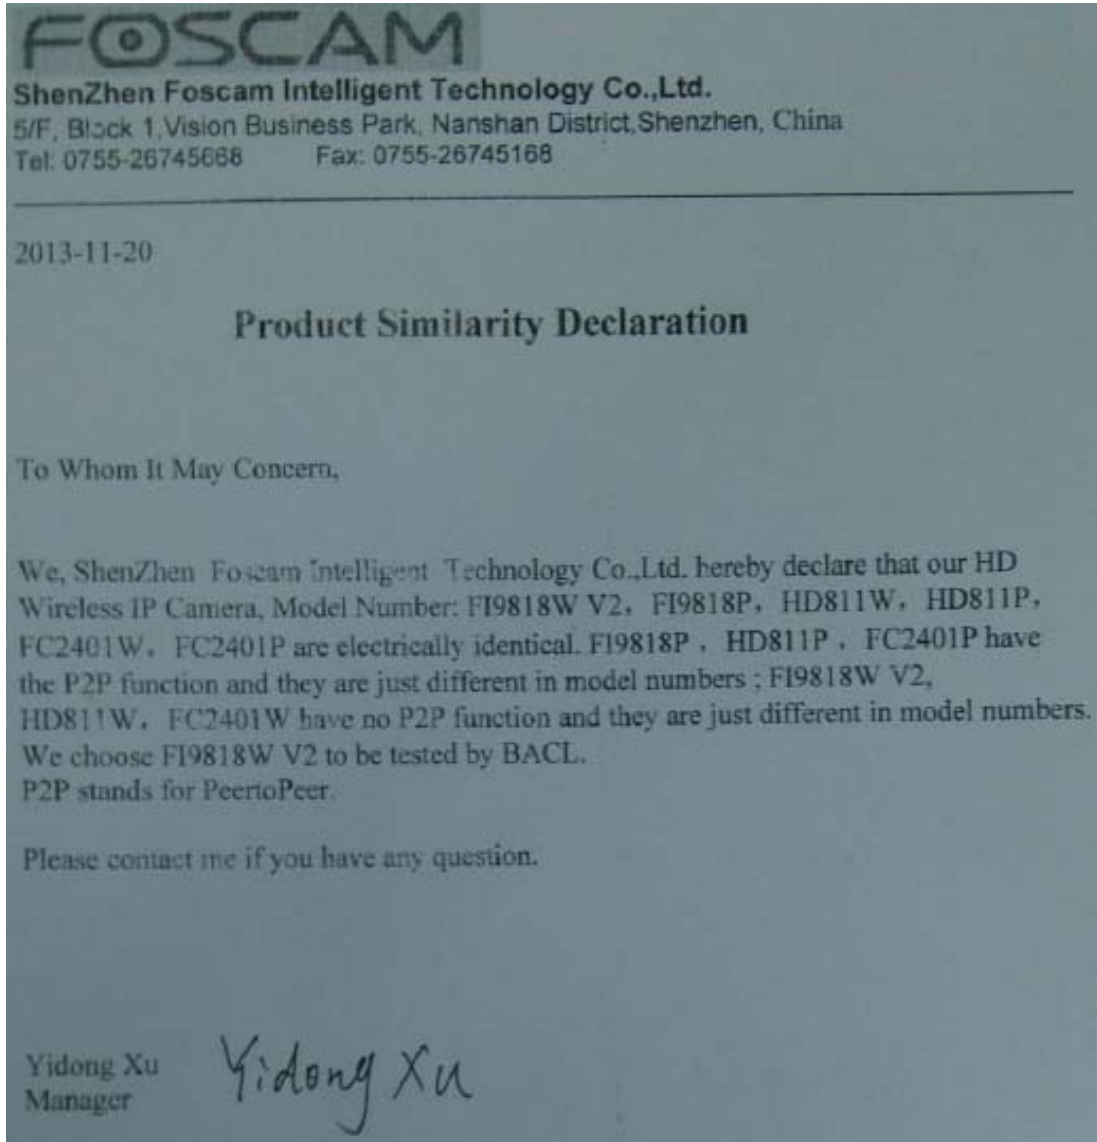 FOSCAM
ShenZhen Foscam Intelligent Technology Co.,Ltd.
5/F, Block 1,Vision Business Park, Nanshan District,Shenzhen, China
Tel: 0755-26745668 Fax: 0755-26745168
2013-11-20
Product Similarity Declaration
To Whom It May Concern,
We, ShenZhen Foscam Intelligent Technology Co.,Ltd. hereby declare that our HD
Wireless IP Camera, Model Number: FI9818W V2，FI9818P，HD811W，HD811P，
FC2401W，FC2401P are electrically identical. FI9818P，HD811P，FC2401P have
the P2P function and they are just different in model numbers ; FI9818W V2,
HD811W，FC2401W have no P2P function and they are just different in model numbers.
We choose FI9818W V2 to be tested by BACL.
P2P stands for PeertoPeer.
Please contact me if you have any question.
Yidong Xu Yidong Xu
Manager